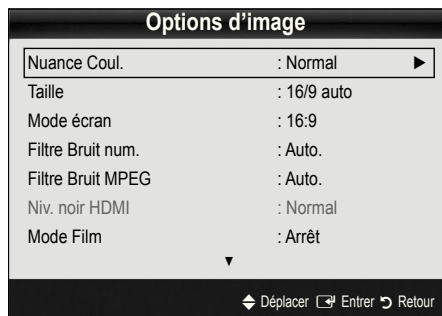 Options d'image
Nuance Coul. : Normal ►
Taille : 16/9 auto
Mode écran : 16:9
Filtre Bruit num. : Auto.
Filtre Bruit MPEG : Auto.
Niv. noir HDMI : Normal
Mode Film : Arrêt
▼
Déplacer Entrer Retour